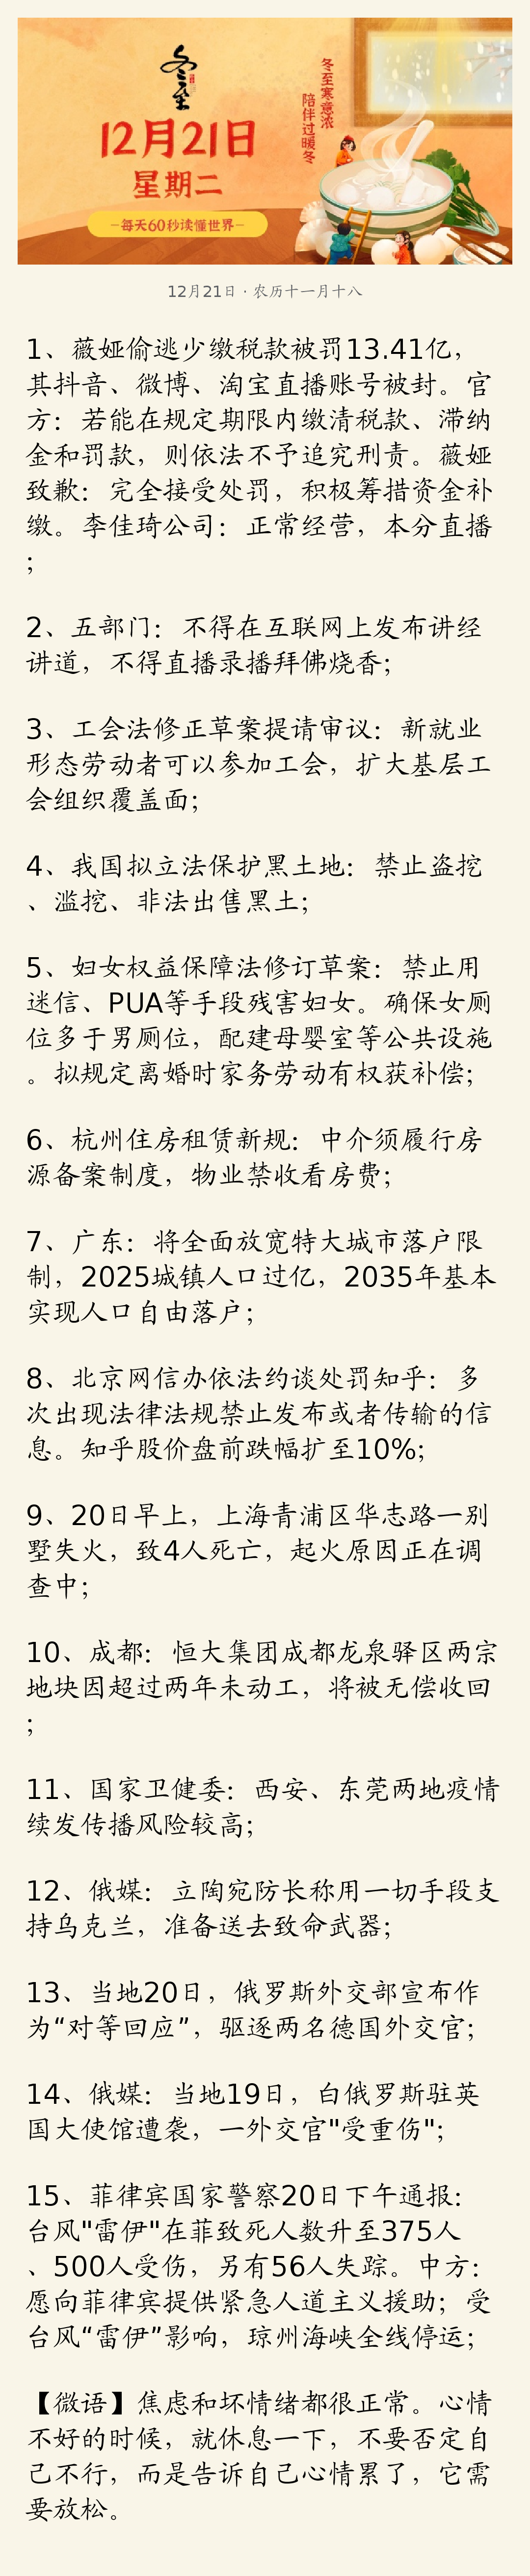 冬至
冬至寒意浓
陪伴过暖冬
12月21日
星期二
-每天60秒读懂世界-
12月21日 · 农历十一月十八
1、薇娅偷逃少缴税款被罚13.41亿，
其抖音、微博、淘宝直播账号被封。官
方：若能在规定期限内缴清税款、滞纳
金和罚款，则依法不予追究刑责。薇娅
致歉：完全接受处罚，积极筹措资金补
缴。李佳琦公司：正常经营，本分直播
；
2、五部门：不得在互联网上发布讲经
讲道，不得直播录播拜佛烧香；
3、工会法修正草案提请审议：新就业
形态劳动者可以参加工会，扩大基层工
会组织覆盖面；
4、我国拟立法保护黑土地：禁止盗挖
、滥挖、非法出售黑土；
5、妇女权益保障法修订草案：禁止用
迷信、PUA等手段残害妇女。确保女厕
位多于男厕位，配建母婴室等公共设施
。拟规定离婚时家务劳动有权获补偿；
6、杭州住房租赁新规：中介须履行房
源备案制度，物业禁收看房费；
7、广东：将全面放宽特大城市落户限
制，2025城镇人口过亿，2035年基本
实现人口自由落户；
8、北京网信办依法约谈处罚知乎：多
次出现法律法规禁止发布或者传输的信
息。知乎股价盘前跌幅扩至10%；
9、20日早上，上海青浦区华志路一别
墅失火，致4人死亡，起火原因正在调
查中；
10、成都：恒大集团成都龙泉驿区两宗
地块因超过两年未动工，将被无偿收回
；
11、国家卫健委：西安、东莞两地疫情
续发传播风险较高；
12、俄媒：立陶宛防长称用一切手段支
持乌克兰，准备送去致命武器；
13、当地20日，俄罗斯外交部宣布作
为“对等回应”，驱逐两名德国外交官；
14、俄媒：当地19日，白俄罗斯驻英
国大使馆遭袭，一外交官"受重伤"；
15、菲律宾国家警察20日下午通报：
台风"雷伊"在菲致死人数升至375人
、500人受伤，另有56人失踪。中方：
愿向菲律宾提供紧急人道主义援助；受
台风“雷伊”影响，琼州海峡全线停运；
【微语】焦虑和坏情绪都很正常。心情
不好的时候，就休息一下，不要否定自
己不行，而是告诉自己心情累了，它需
要放松。